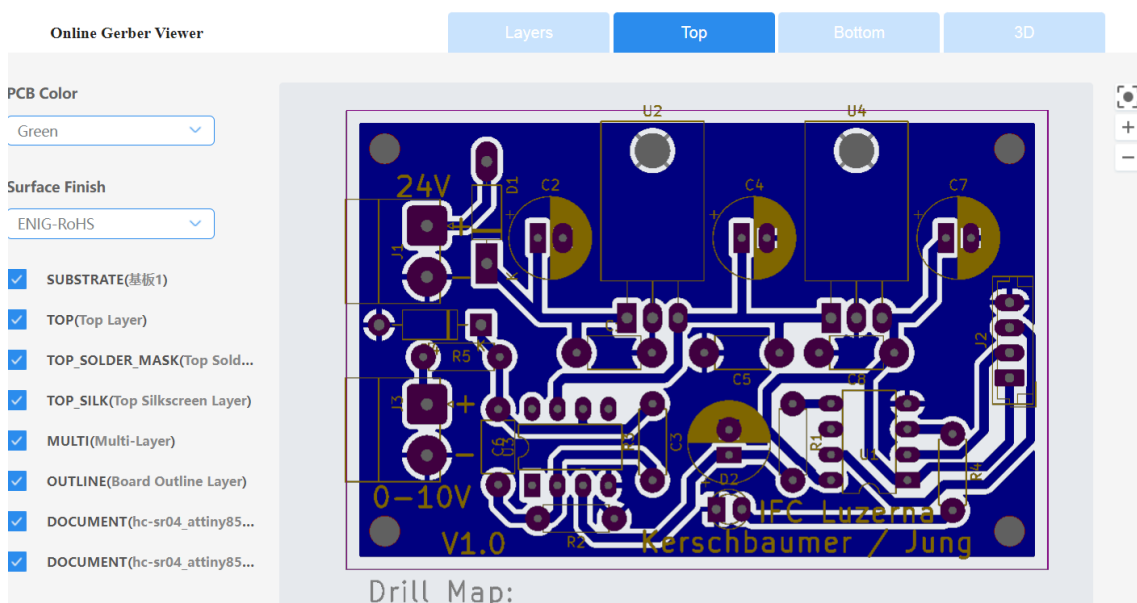 Online Gerber Viewer
Layers
Top
Bottom
3D
PCB Color
Green
Surface Finish
ENIG-RoHS
SUBSTRATE(基板1)
TOP(Top Layer)
TOP_SOLDER_MASK(Top Sold...
TOP_SILK(Top Silkscreen Layer)
MULTI(Multi-Layer)
OUTLINE(Board Outline Layer)
DOCUMENT(hc-sr04_attiny85...
DOCUMENT(hc-sr04_attiny85...
U2
U4
24V
D1
C2
C4
C7
J1
+
-
K
J2
R5
K
C5
C8
J3
+
-
C6
U3
R3
C3
R1
U1
R4
D2
0-10V
R2
IFC Luzerna
V1.0
Kerschbaumer / Jung
Drill Map: